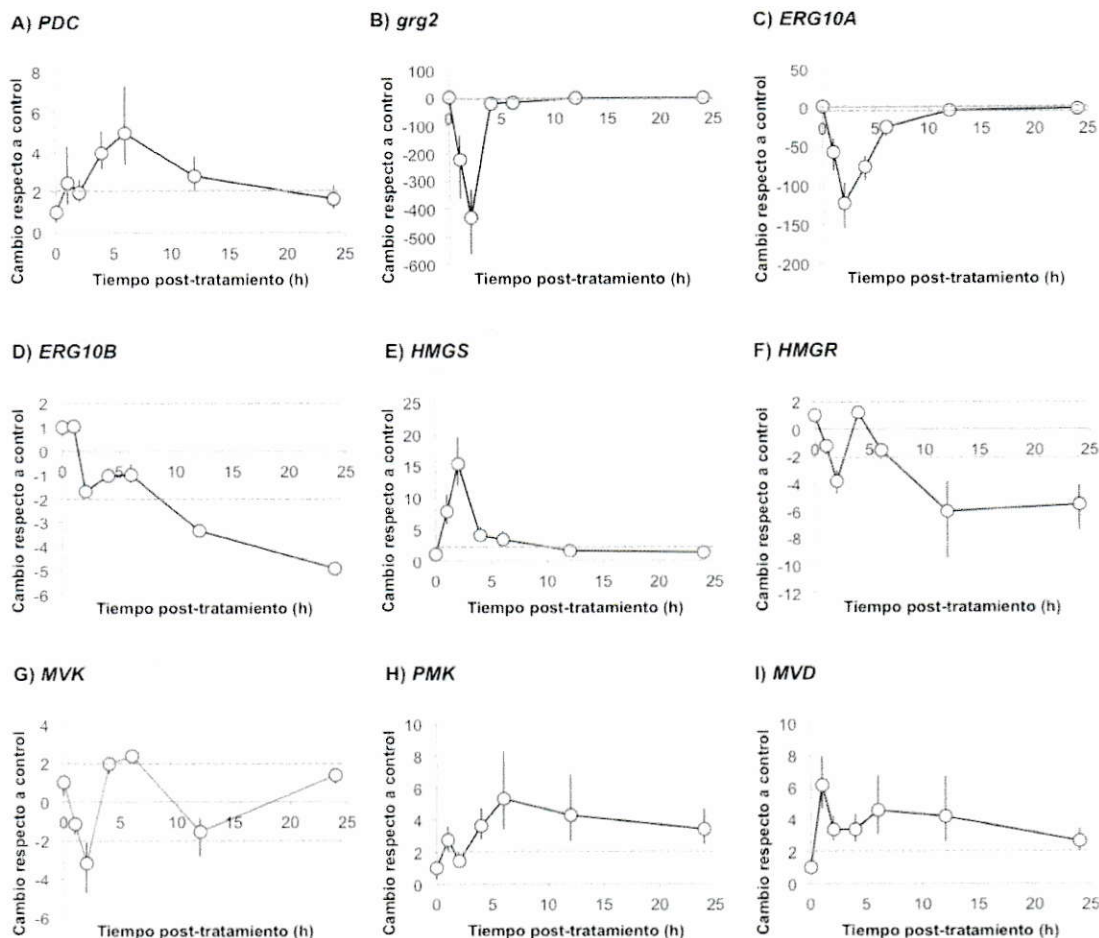 A) PDC
Cambio respecto a control
8
6
4
2
0
0 5 10 15 20 25
Tiempo post-tratamiento (h)
B) grg2
Cambio respecto a control
100
0
-100
-200
-300
-400
-500
-600
0 5 10 15 20 25
Tiempo post-tratamiento (h)
C) ERG10A
Cambio respecto a control
50
0
-50
-100
-150
-200
0 5 10 15 20 25
Tiempo post-tratamiento (h)
D) ERG10B
Cambio respecto a control
2
1
0
-1
-2
-3
-4
-5
-6
0 5 10 15 20 25
Tiempo post-tratamiento (h)
E) HMGS
Cambio respecto a control
25
20
15
10
5
0
0 5 10 15 20 25
Tiempo post-tratamiento (h)
F) HMGR
Cambio respecto a control
2
0
-2
-4
-6
-8
-10
-12
0 5 10 15 20 25
Tiempo post-tratamiento (h)
G) MVK
Cambio respecto a control
4
2
0
-2
-4
-6
0 5 10 15 20 25
Tiempo post-tratamiento (h)
H) PMK
Cambio respecto a control
10
8
6
4
2
0
0 5 10 15 20 25
Tiempo post-tratamiento (h)
I) MVD
Cambio respecto a control
10
8
6
4
2
0
0 5 10 15 20 25
Tiempo post-tratamiento (h)